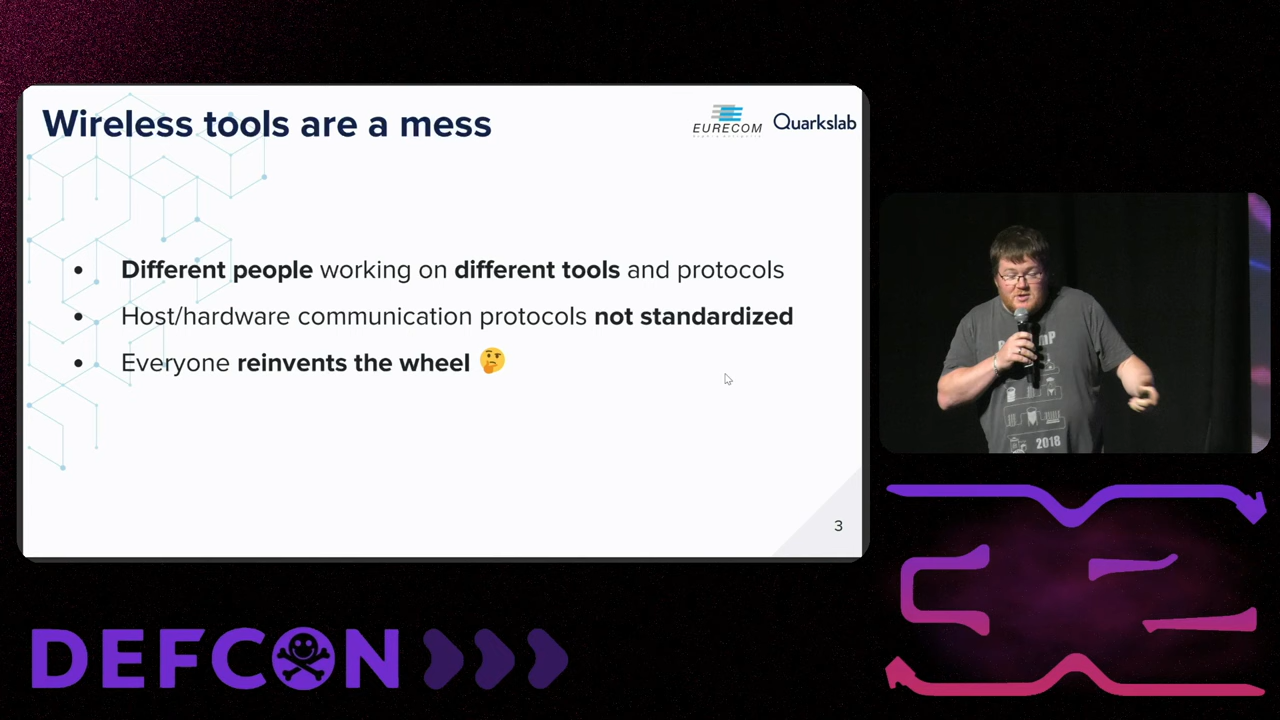 Wireless tools are a mess
EURECOM
Quarkslab
Different people working on different tools and protocols
Host/hardware communication protocols not standardized
Everyone reinvents the wheel 🤔
3
2018
DEFCON